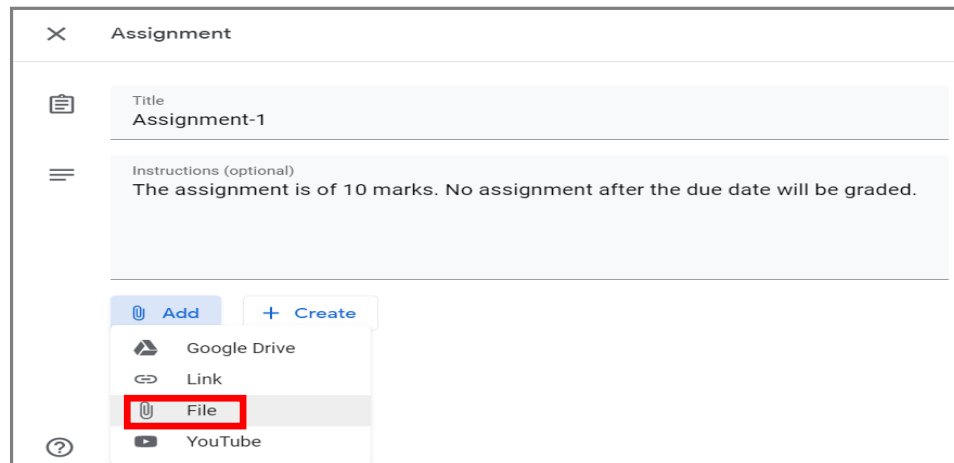 Assignment
Title
Assignment-1
Instructions (optional)
The assignment is of 10 marks. No assignment after the due date will be graded.
Add
+ Create
Google Drive
Link
File
YouTube